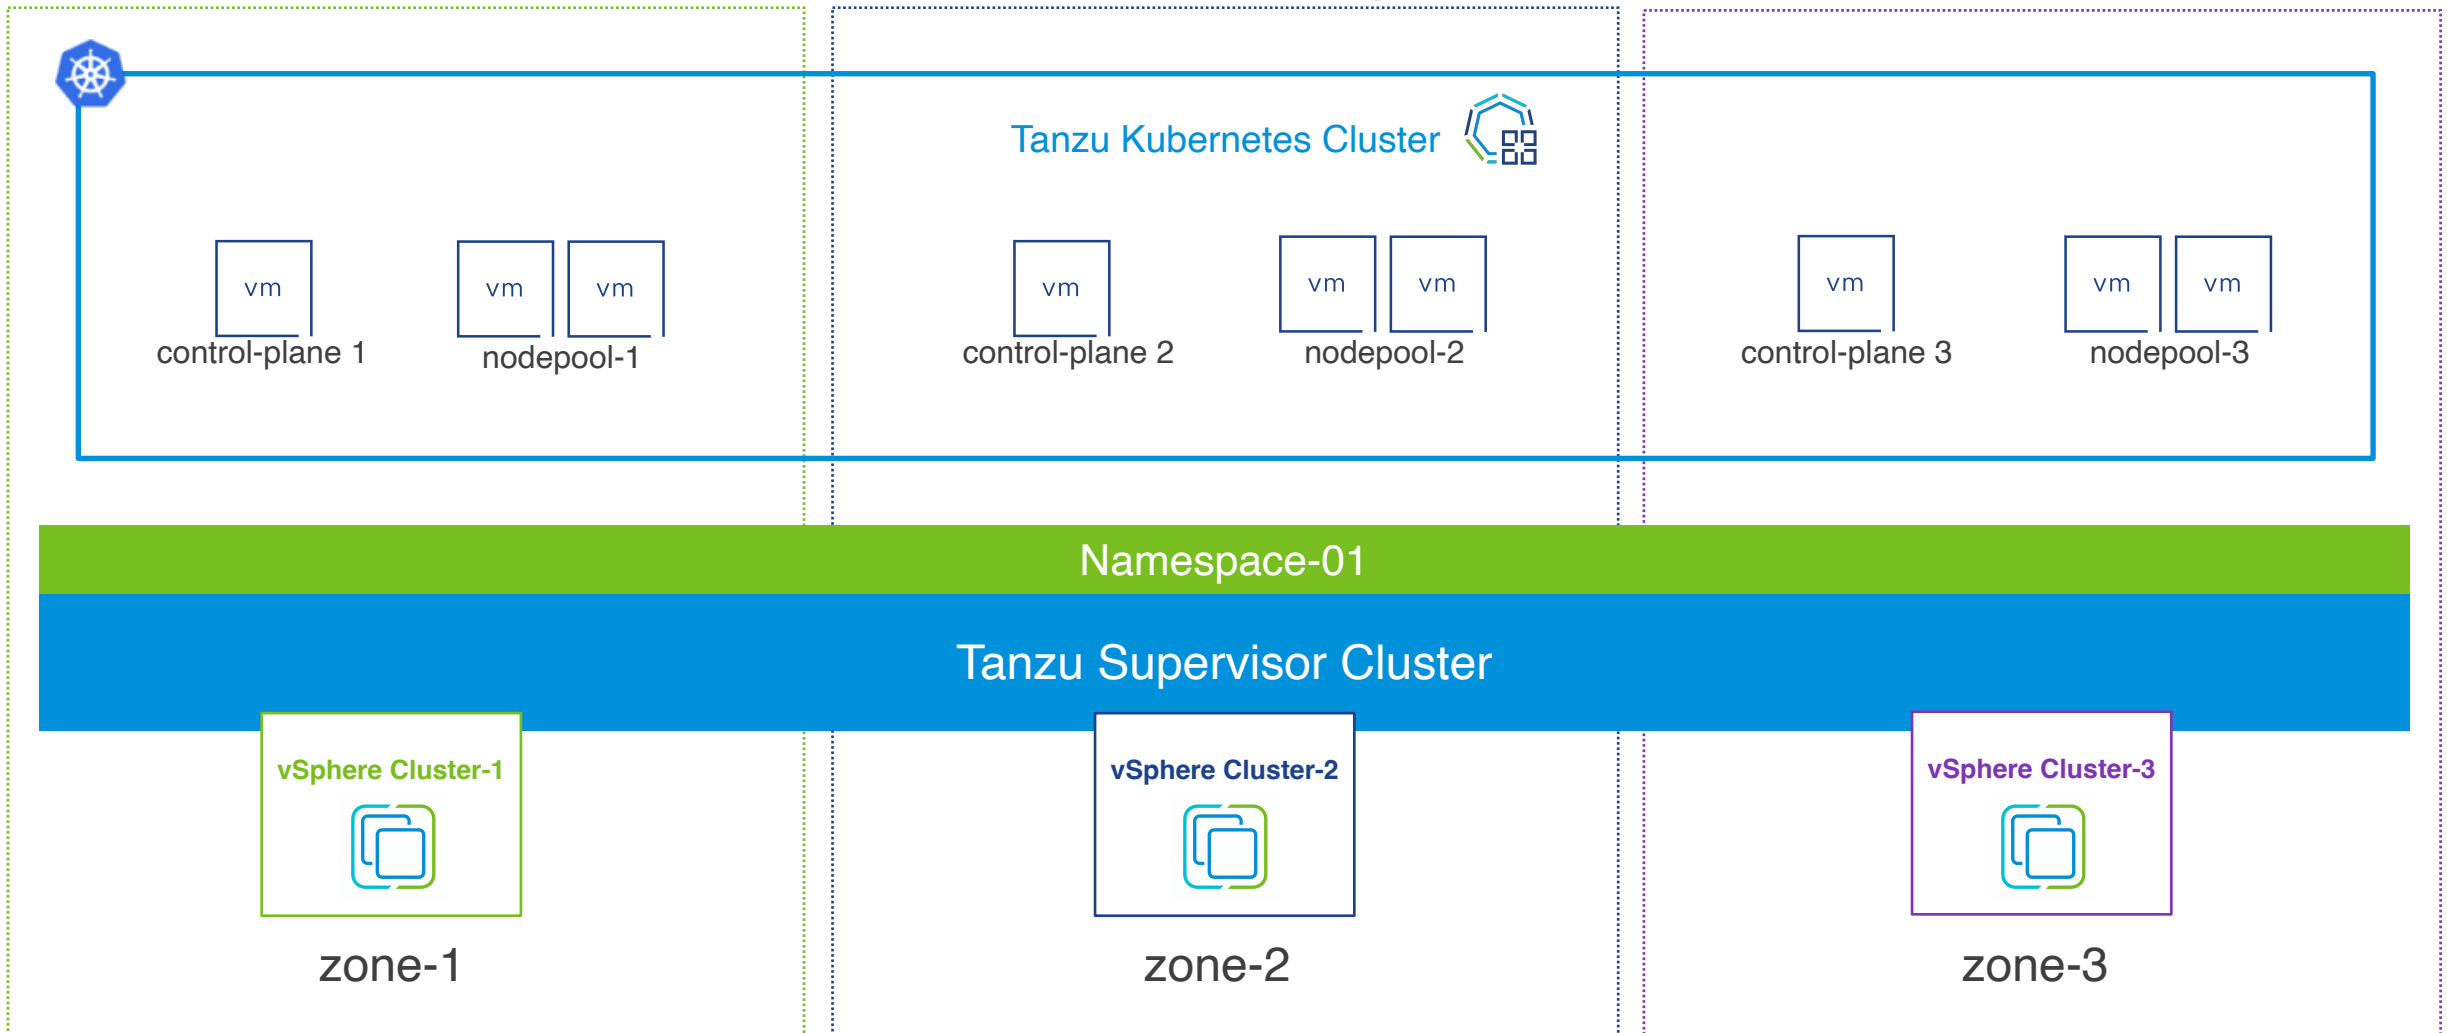 Tanzu Kubernetes Cluster
vm
vm
vm
vm
vm
vm
vm
vm
vm
control-plane 1
nodepool-1
control-plane 2
nodepool-2
control-plane 3
nodepool-3
Namespace-01
Tanzu Supervisor Cluster
vSphere Cluster-1
vSphere Cluster-2
vSphere Cluster-3
zone-1
zone-2
zone-3